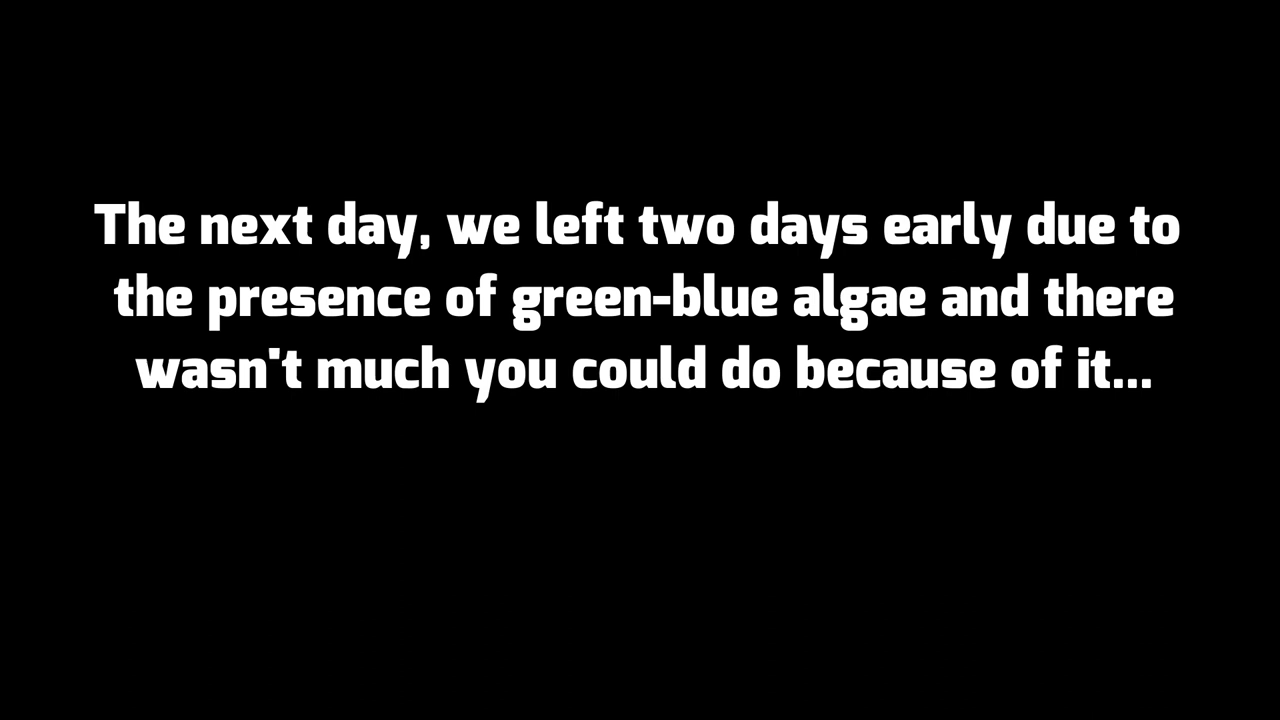 The next day, we left two days early due to
the presence of green-blue algae and there
wasn't much you could do because of it...